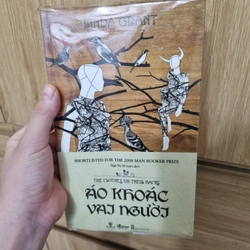 LINDA GRANT
SHORTLISTED FOR THE 2008 MAN BOOKER PRIZE
THE CLOTHES ON THEIR BACKS
ÁO KHOÁC
VAI NGƯỜI